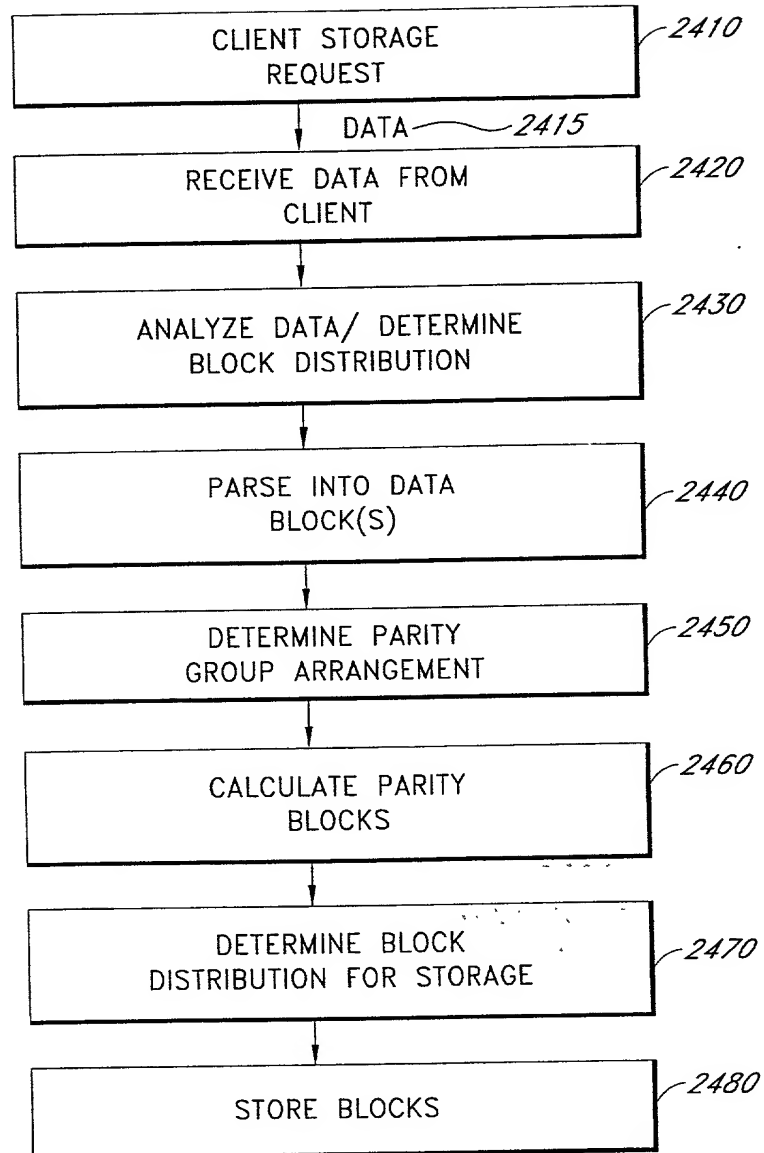 CLIENT STORAGE
REQUEST
2410
DATA 2415
RECEIVE DATA FROM
CLIENT
2420
ANALYZE DATA/ DETERMINE
BLOCK DISTRIBUTION
2430
PARSE INTO DATA
BLOCK(S)
2440
DETERMINE PARITY
GROUP ARRANGEMENT
2450
CALCULATE PARITY
BLOCKS
2460
DETERMINE BLOCK
DISTRIBUTION FOR STORAGE
2470
STORE BLOCKS
2480